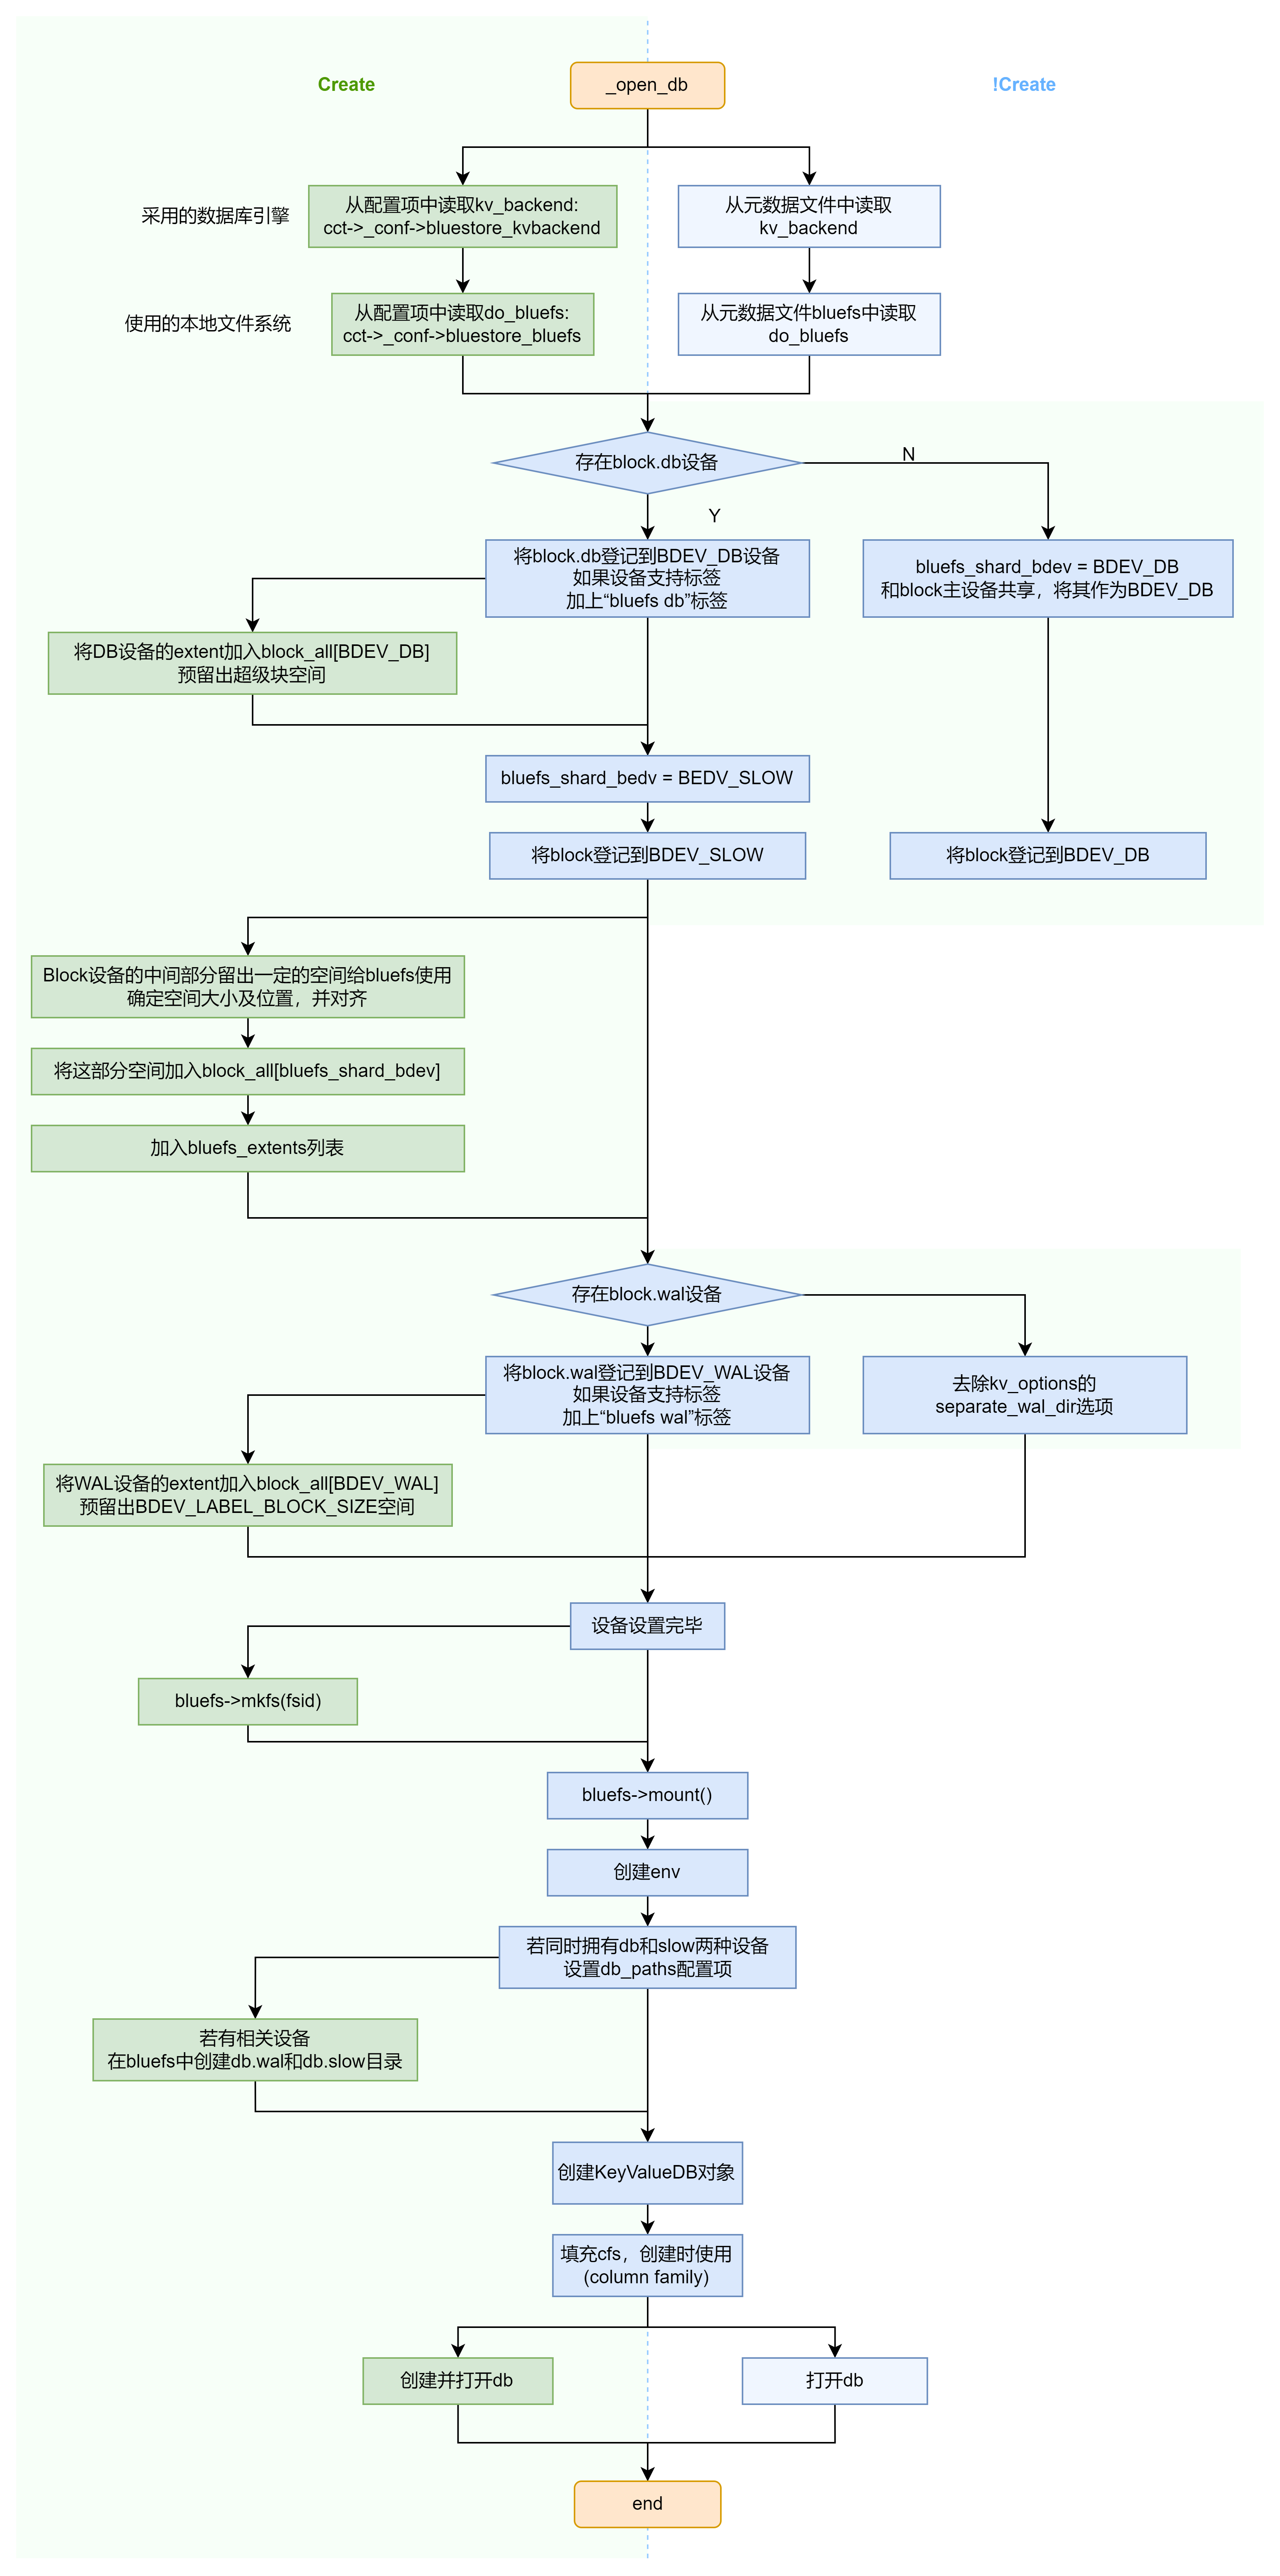 Create
_open_db
!Create
采用的数据库引擎
从配置项中读取kv_backend:
cct->_conf->bluestore_kvbackend
从元数据文件中读取
kv_backend
使用的本地文件系统
从配置项中读取do_bluefs:
cct->_conf->bluestore_bluefs
从元数据文件bluefs中读取
do_bluefs
存在block.db设备
N
Y
将block.db登记到BDEV_DB设备
如果设备支持标签
加上“bluefs db”标签
bluefs_shard_bdev = BDEV_DB
和block主设备共享，将其作为BDEV_DB
将DB设备的extent加入block_all[BDEV_DB]
预留出超级块空间
bluefs_shard_bedv = BEDV_SLOW
将block登记到BDEV_SLOW
将block登记到BDEV_DB
Block设备的中间部分留出一定的空间给bluefs使用
确定空间大小及位置，并对齐
将这部分空间加入block_all[bluefs_shard_bdev]
加入bluefs_extents列表
存在block.wal设备
将block.wal登记到BDEV_WAL设备
如果设备支持标签
加上“bluefs wal”标签
去除kv_options的
separate_wal_dir选项
将WAL设备的extent加入block_all[BDEV_WAL]
预留出BDEV_LABEL_BLOCK_SIZE空间
设备设置完毕
bluefs->mkfs(fsid)
bluefs->mount()
创建env
若同时拥有db和slow两种设备
设置db_paths配置项
若有相关设备
在bluefs中创建db.wal和db.slow目录
创建KeyValueDB对象
填充cfs，创建时使用
(column family)
创建并打开db
打开db
end